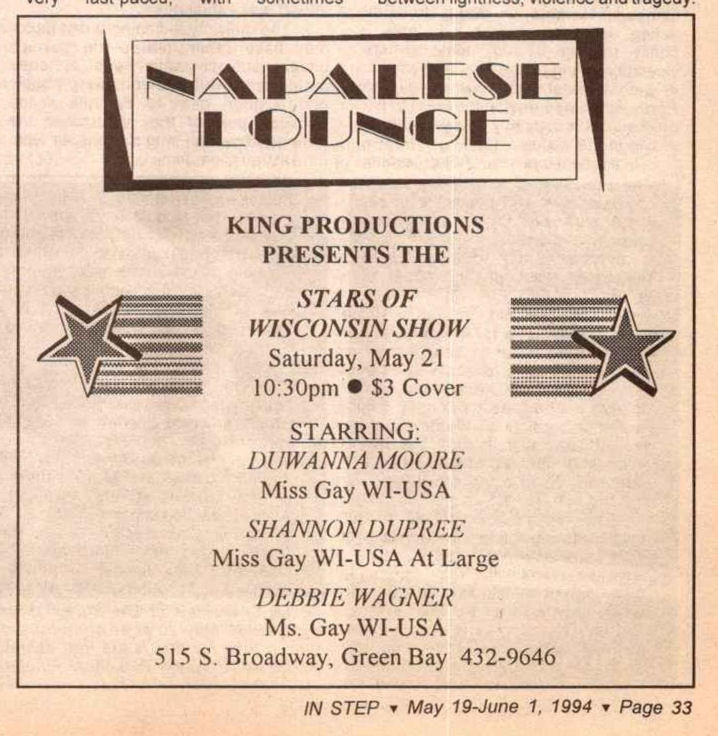 very fast-paced, with sometimes between lightness, violence and tragedy.
NAPALESE
LOUNGE
KING PRODUCTIONS
PRESENTS THE
STARS OF
WISCONSIN SHOW
Saturday, May 21
10:30pm ● $3 Cover
STARRING:
DUWANNA MOORE
Miss Gay WI-USA
SHANNON DUPREE
Miss Gay WI-USA At Large
DEBBIE WAGNER
Ms. Gay WI-USA
515 S. Broadway, Green Bay 432-9646
IN STEP ▼ May 19-June 1, 1994 ▼ Page 33